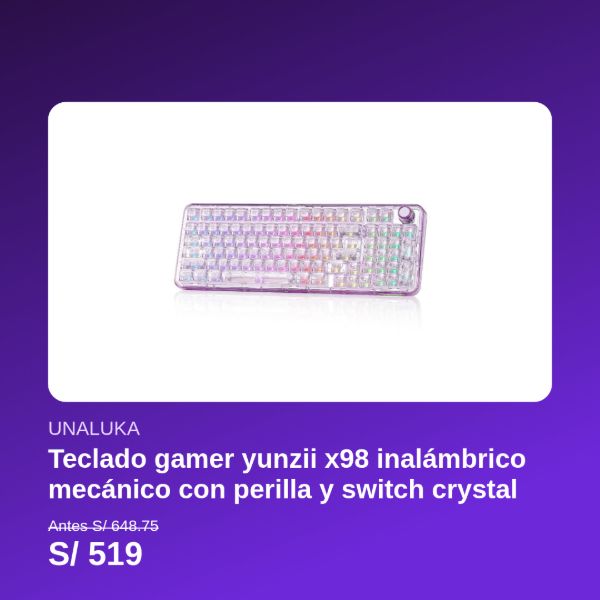 UNALUKA
Teclado gamer yunzii x98 inalámbrico
mecánico con perilla y switch crystal
Antes S/ 648.75
S/ 519